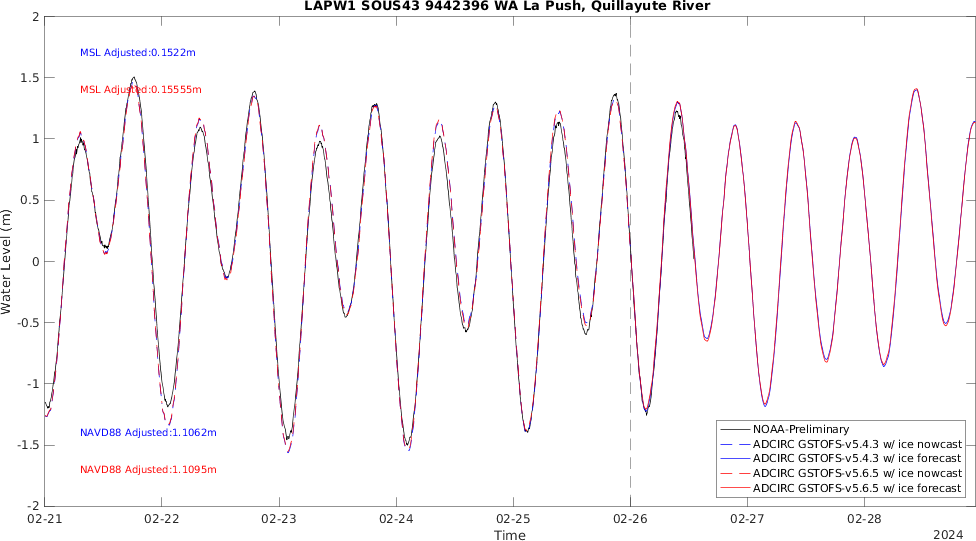 LAPW1 SOUS43 9442396 WA La Push, Quillayute River
2
1.5
1
0.5
0
-0.5
-1
-1.5
-2
Water Level (m)
MSL Adjusted:0.1522m
MSL Adjusted:0.15555m
NAVD88 Adjusted:1.1062m
NAVD88 Adjusted:1.1095m
NOAA-Preliminary
ADCIRC GSTOFS-v5.4.3 w/ ice nowcast
ADCIRC GSTOFS-v5.4.3 w/ ice forecast
ADCIRC GSTOFS-v5.6.5 w/ ice nowcast
ADCIRC GSTOFS-v5.6.5 w/ ice forecast
02-21 02-22 02-23 02-24 02-25 02-26 02-27 02-28
Time
2024